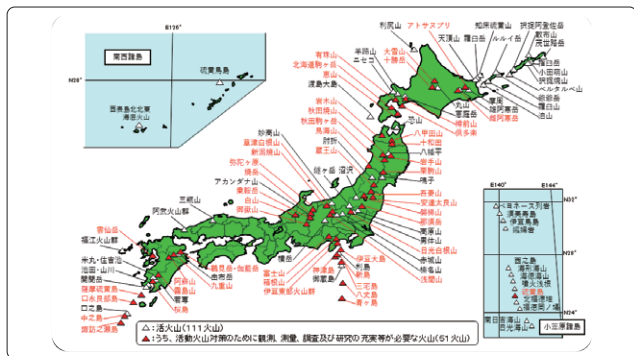 E126°
南西諸島
N28°
硫黄鳥島
西表島北北東
海底火山
利尻山
アトサヌプリ
知床硫黄山
羅臼岳
天頂山
ルルイ岳
散布山
指臼岳
小田萌山
択捉焼山
ベルタルベ山
羅臼山
泊山
羊蹄山
ニセコ
大雪山
十勝岳
有珠山
北海道駒ヶ岳
恵山
渡島大島
丸山
恵庭岳
樽前山
倶多楽
摩周
雄阿寒岳
雌阿寒岳
恐山
岩木山
秋田焼山
秋田駒ヶ岳
鳥海山
肘折
蔵王山
八甲田山
十和田
八幡平
岩手山
栗駒山
鳴子
妙高山
草津白根山
新潟焼山
弥陀ヶ原
焼岳
アカンダナ山
乗鞍岳
白山
御嶽山
燧ヶ岳
沼沢
吾妻山
安達太良山
磐梯山
那須岳
高原山
男体山
日光白根山
赤城山
榛名山
浅間山
三瓶山
阿武火山群
横岳
富士山
箱根山
伊豆東部火山群
伊豆大島
利島
新島
神津島
三宅島
八丈島
青ヶ島
雲仙岳
福江火山群
米丸・住吉池
池田・山川
開聞岳
薩摩硫黄島
口永良部島
口之島
中之島
諏訪之瀬島
鶴見岳・伽藍岳
由布岳
九重山
阿蘇山
霧島山
若尊
桜島
E140°
E144°
N32°
N28°
ベヨネース列岩
須美寿島
伊豆鳥島
孀婦岩
西之島
海形海山
海徳海山
噴火浅根
硫黄島
北福徳堆
福徳岡ノ場
南日吉海山
日光海山
小笠原諸島
△:活火山(111火山)
▲:うち、活動火山対策のために観測、測量、調査及び研究の充実等が必要な火山(51火山)